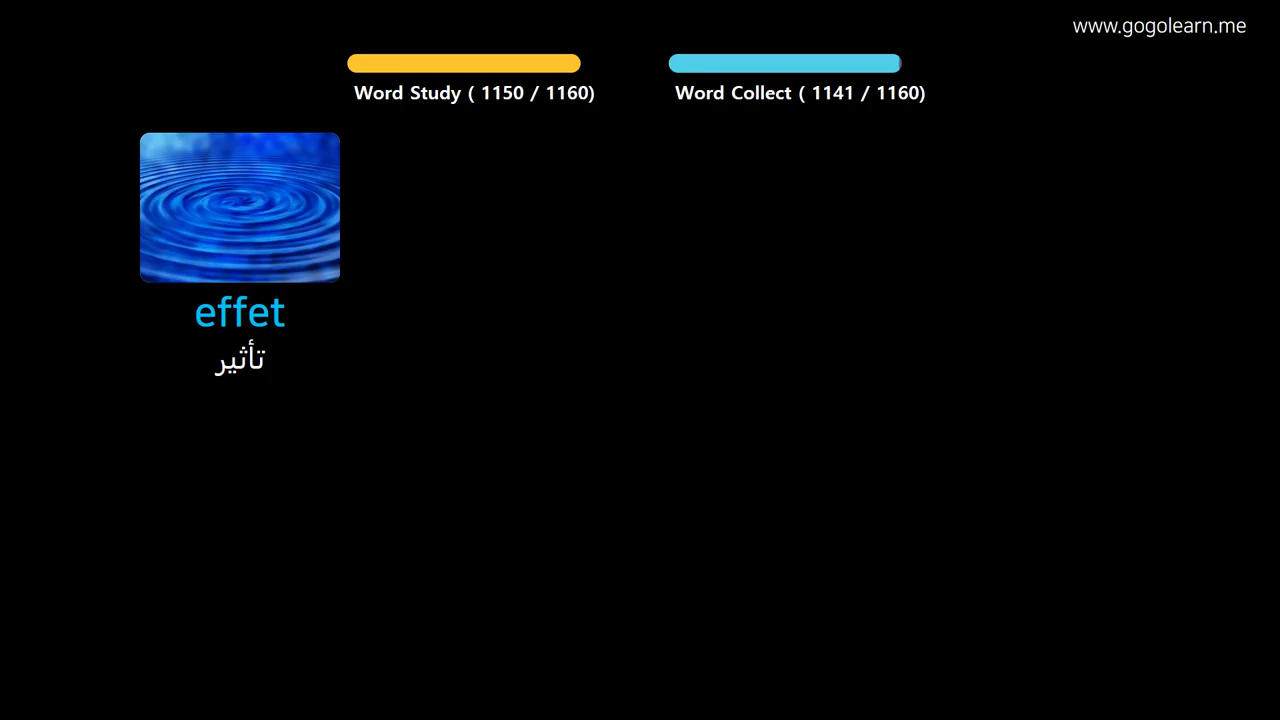 www.gogolearn.me
Word Study ( 1150 / 1160)
Word Collect ( 1141 / 1160)
effet
تأثير